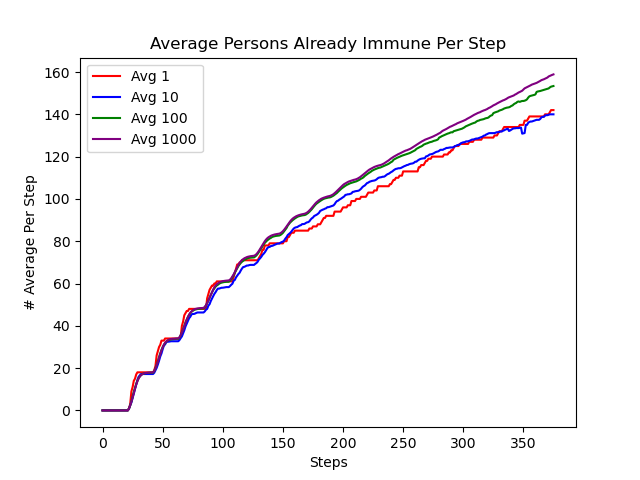 Average Persons Already Immune Per Step
Avg 1
Avg 10
Avg 100
Avg 1000
# Average Per Step
160
140
120
100
80
60
40
20
0
0 50 100 150 200 250 300 350
Steps